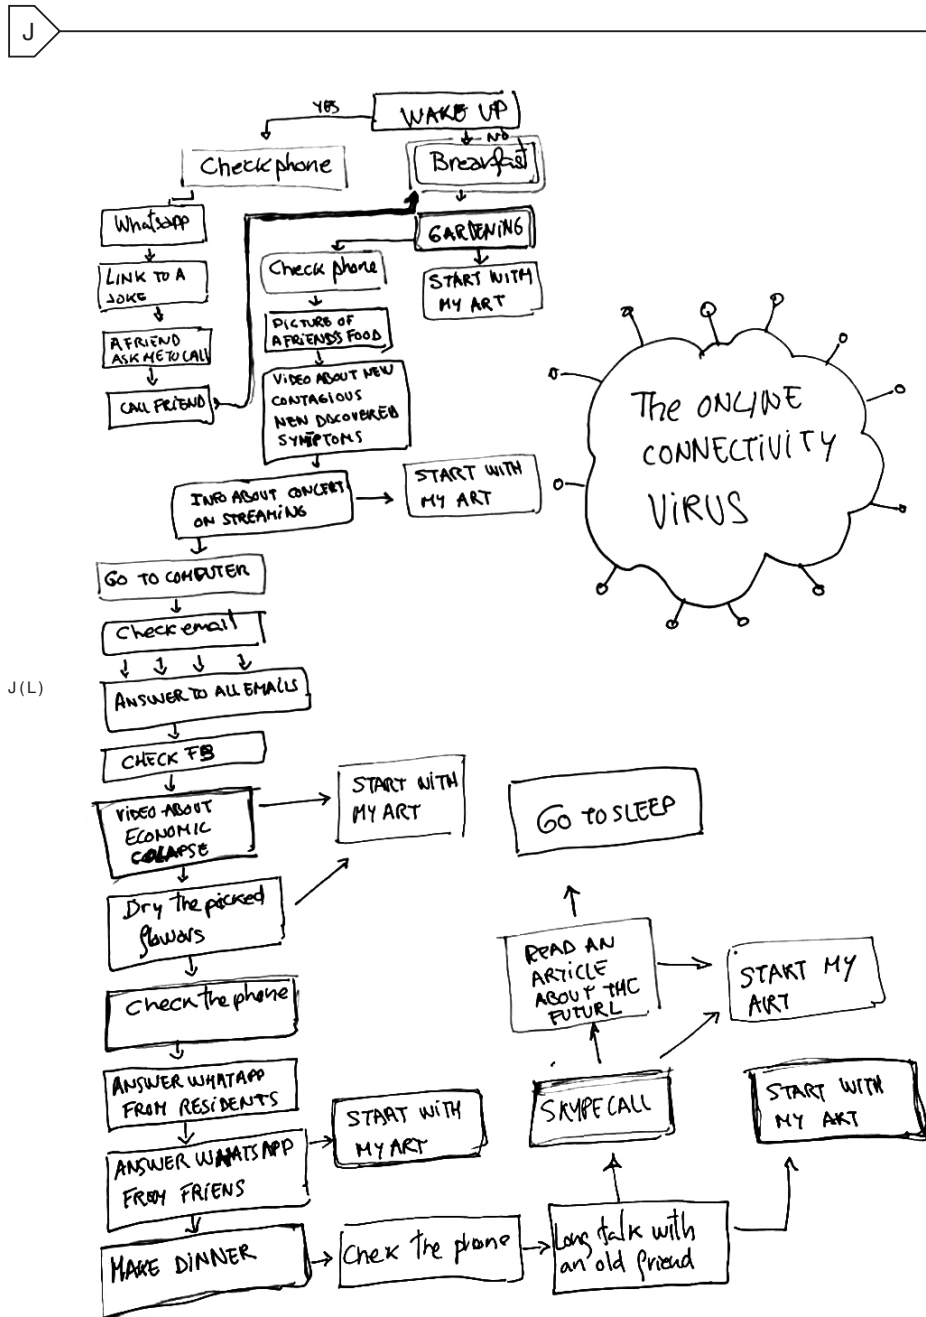 J
YES
WAKE UP
NO
Check phone
Breakfast
Whatsapp
GARDENING
LINK TO A
JOKE
Check phone
START WITH
MY ART
A FRIEND
ASK ME TO CALL
PICTURE OF
A FRIENDS FOOD
CALL FRIEND
VIDEO ABOUT NEW
CONTAGIOUS
NEW DISCOVERED
SYMPTOMS
The ONLINE
CONNECTIVITY
VIRUS
INFO ABOUT CONCERT
ON STREAMING
START WITH
MY ART
GO TO COMPUTER
Check email
J(L)
ANSWER TO ALL EMAILS
CHECK FB
VIDEO ABOUT
ECONOMIC
COLAPSE
START WITH
MY ART
GO TO SLEEP
Dry the picked
flowers
READ AN
ARTICLE
ABOUT THE
FUTURE
START MY
ART
Check the phone
ANSWER WHATAPP
FROM RESIDENTS
START WITH
MY ART
SKYPE CALL
START WITH
MY ART
ANSWER WHATSAPP
FROM FRIENS
MAKE DINNER
Chek the phone
Long talk with
an old friend